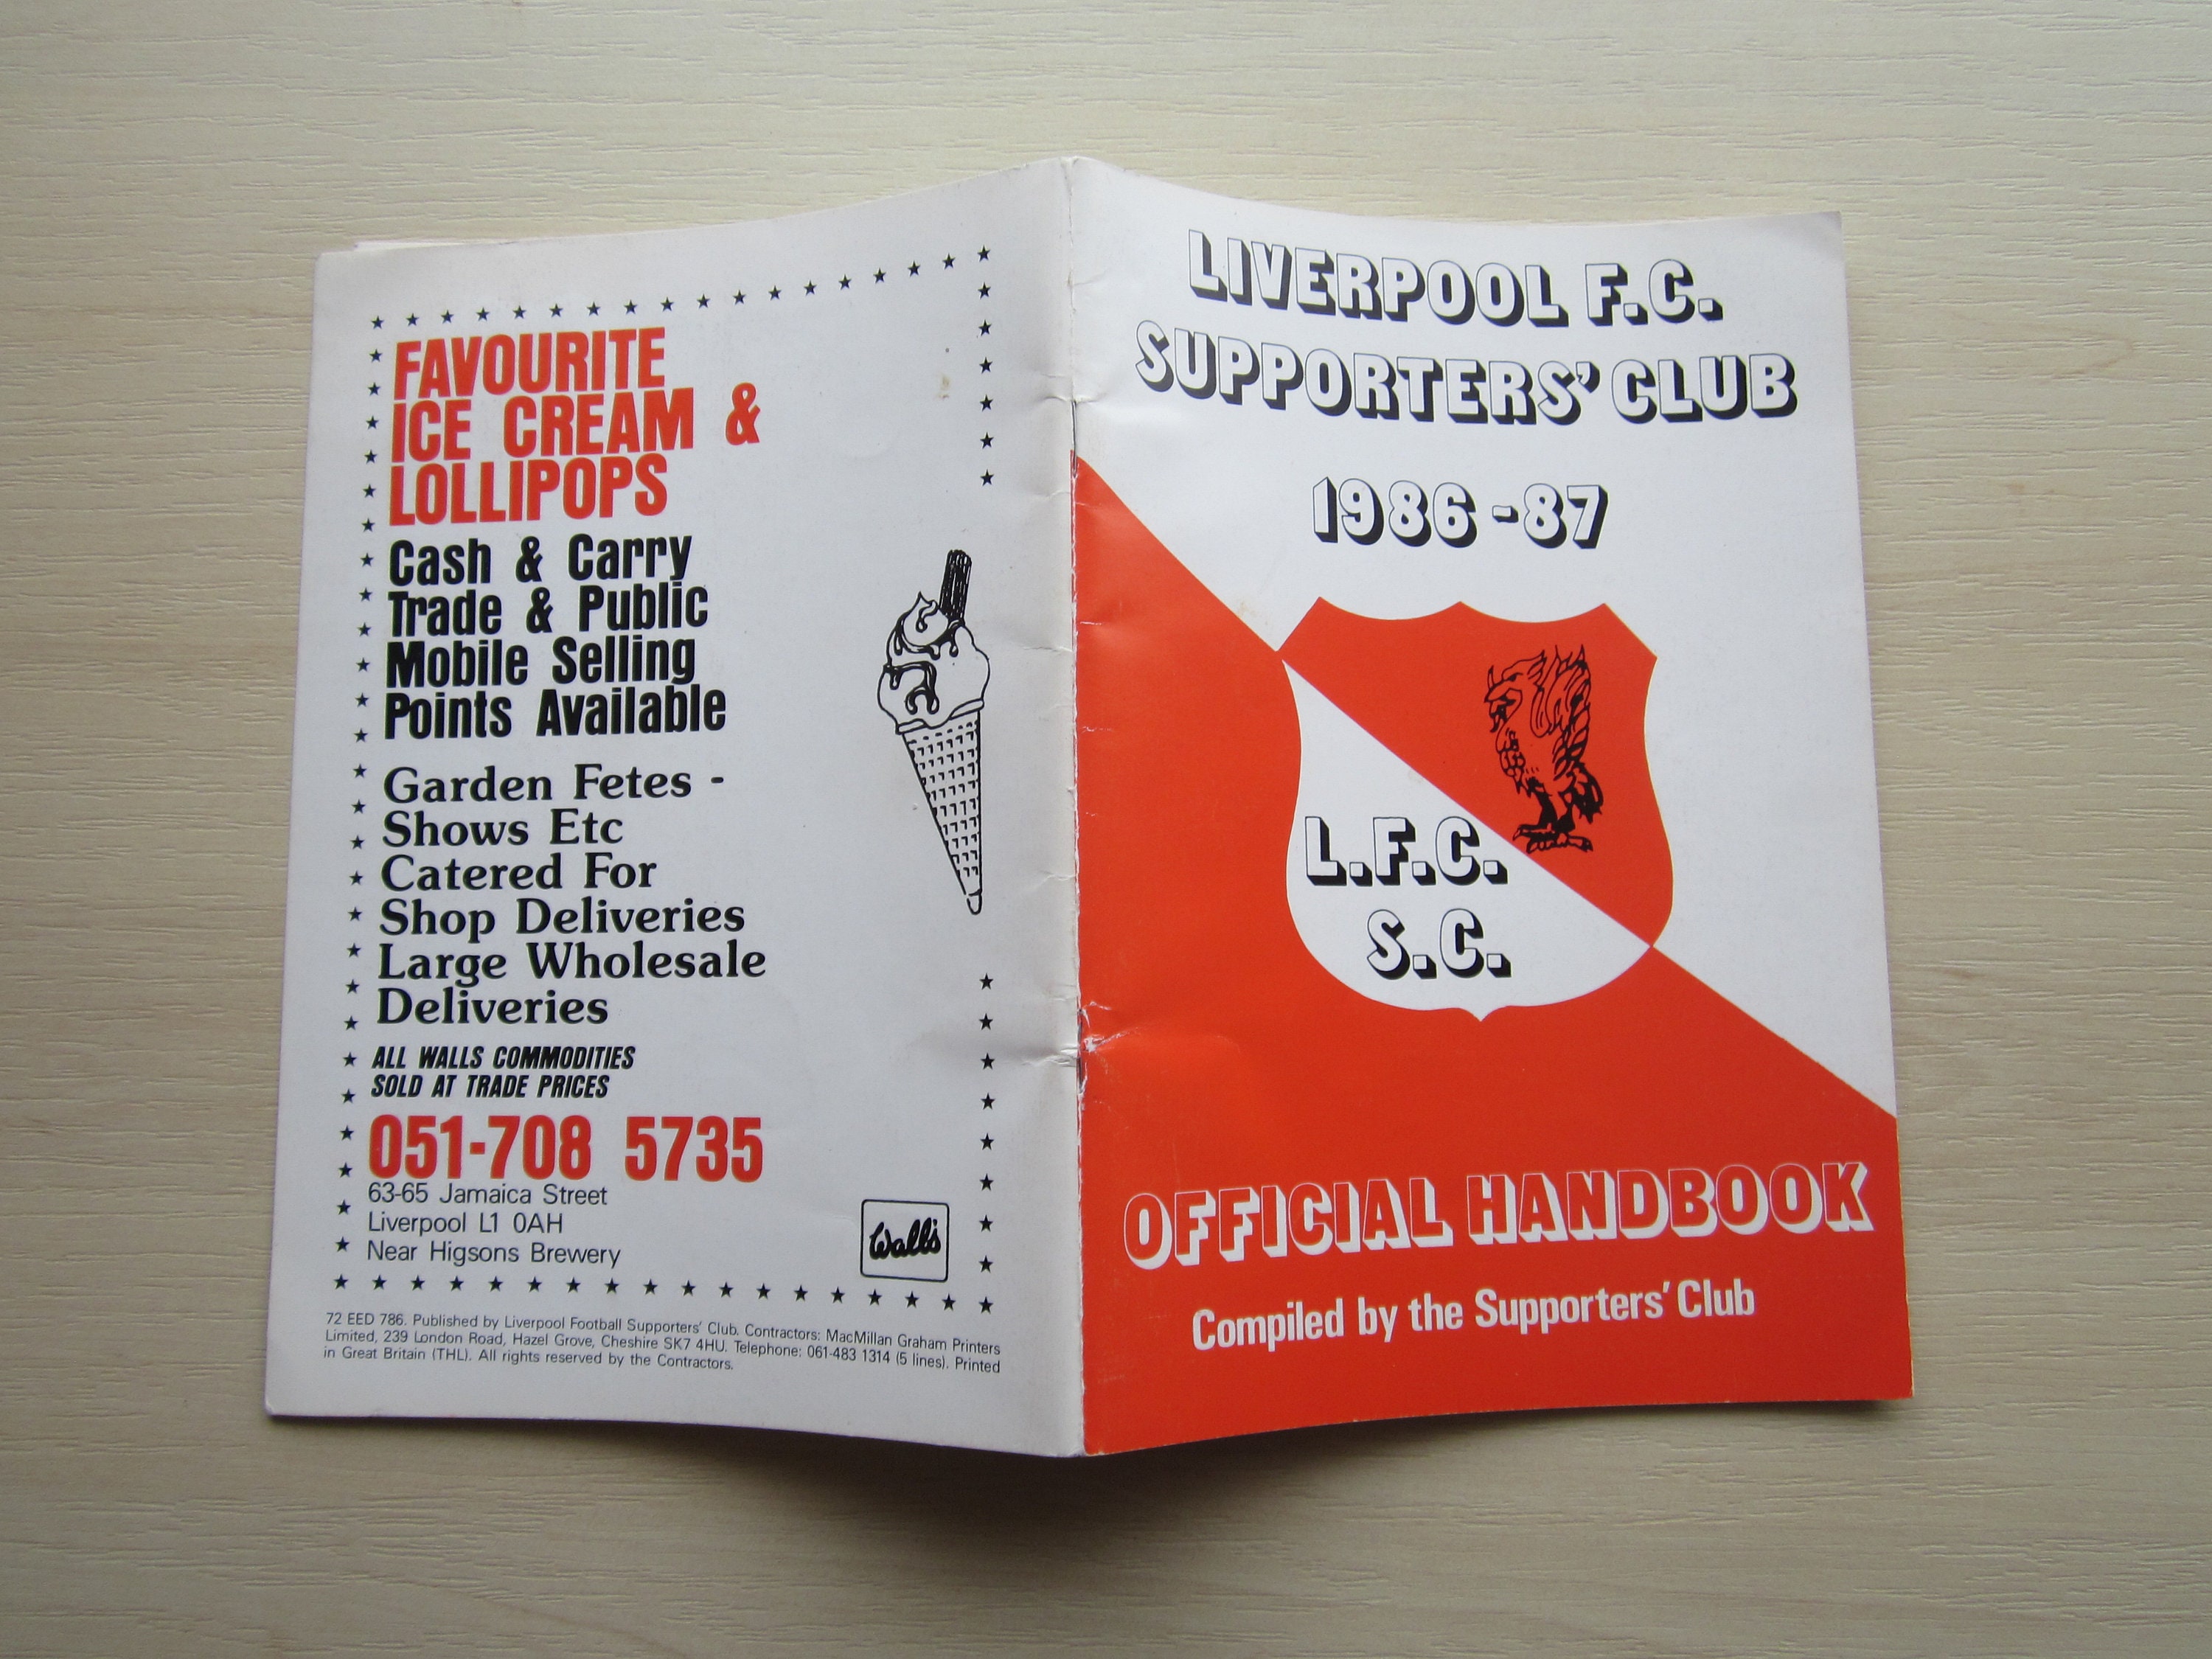 FAVOURITE
ICE CREAM &
LOLLIPOPS
Cash & Carry
Trade & Public
Mobile Selling
Points Available
Garden Fetes -
Shows Etc
Catered For
Shop Deliveries
Large Wholesale
Deliveries
ALL WALLS COMMODITIES
SOLD AT TRADE PRICES
051-708 5735
63-65 Jamaica Street
Liverpool L1 0AH
Near Higsons Brewery
Wall's
72 EED 786. Published by Liverpool Football Supporters' Club. Contractors: MacMillan Graham Printers
Limited, 239 London Road, Hazel Grove, Cheshire SK7 4HU. Telephone: 061-483 1314 (5 lines). Printed
in Great Britain (THL). All rights reserved by the Contractors.
LIVERPOOL F.C.
SUPPORTERS' CLUB
1986-87
L.F.C.
S.C.
OFFICIAL HANDBOOK
Compiled by the Supporters' Club